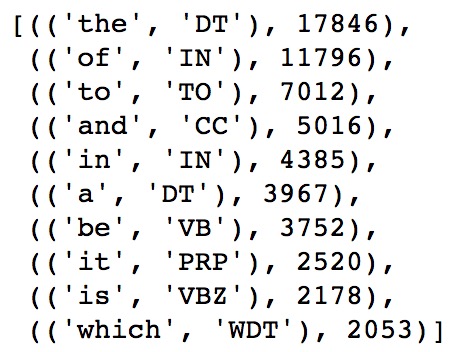 [(('the', 'DT'), 17846),
(('of', 'IN'), 11796),
(('to', 'TO'), 7012),
(('and', 'CC'), 5016),
(('in', 'IN'), 4385),
(('a', 'DT'), 3967),
(('be', 'VB'), 3752),
(('it', 'PRP'), 2520),
(('is', 'VBZ'), 2178),
(('which', 'WDT'), 2053)]